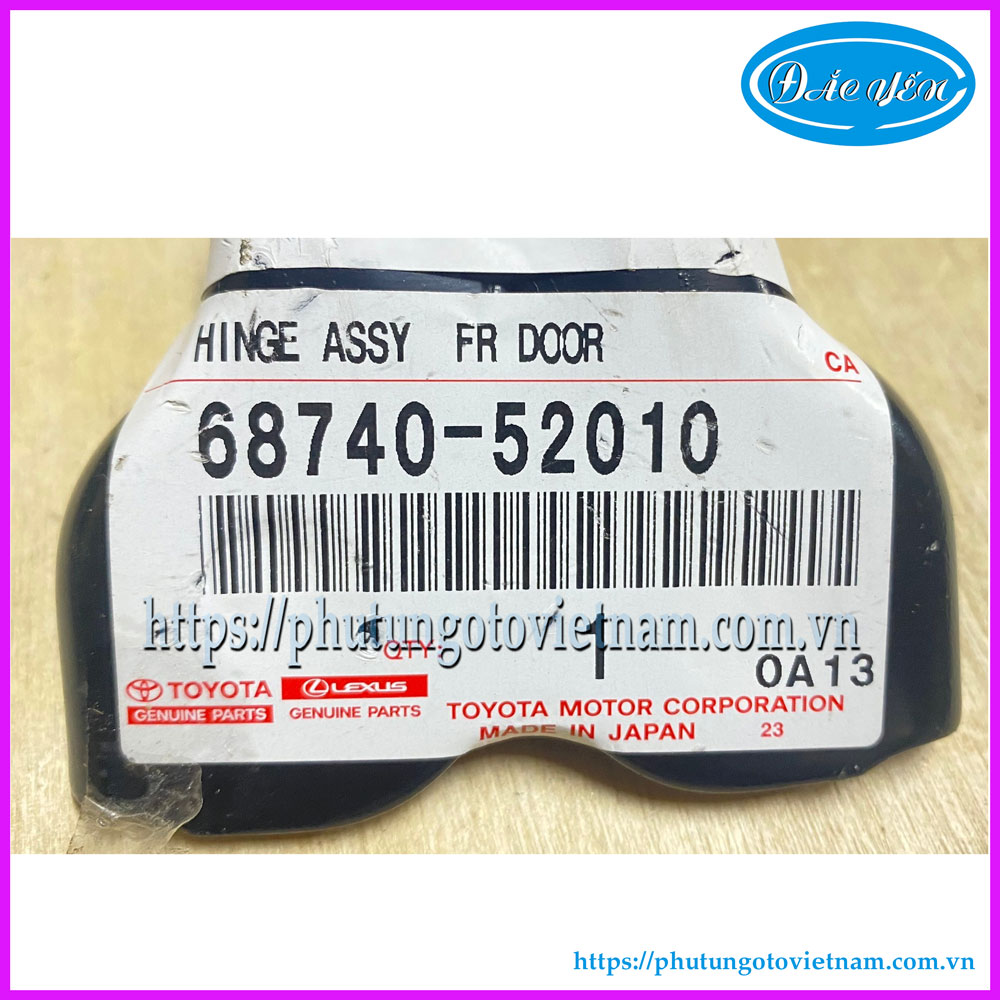 ĐẮC YẾN
HINGE ASSY FR DOOR
CA
68740-52010
https://phutungotovietnam.com.vn
QTY. 1
0A13
TOYOTA
GENUINE PARTS
LEXUS
GENUINE PARTS
TOYOTA MOTOR CORPORATION
MADE IN JAPAN 23
https://phutungotovietnam.com.vn